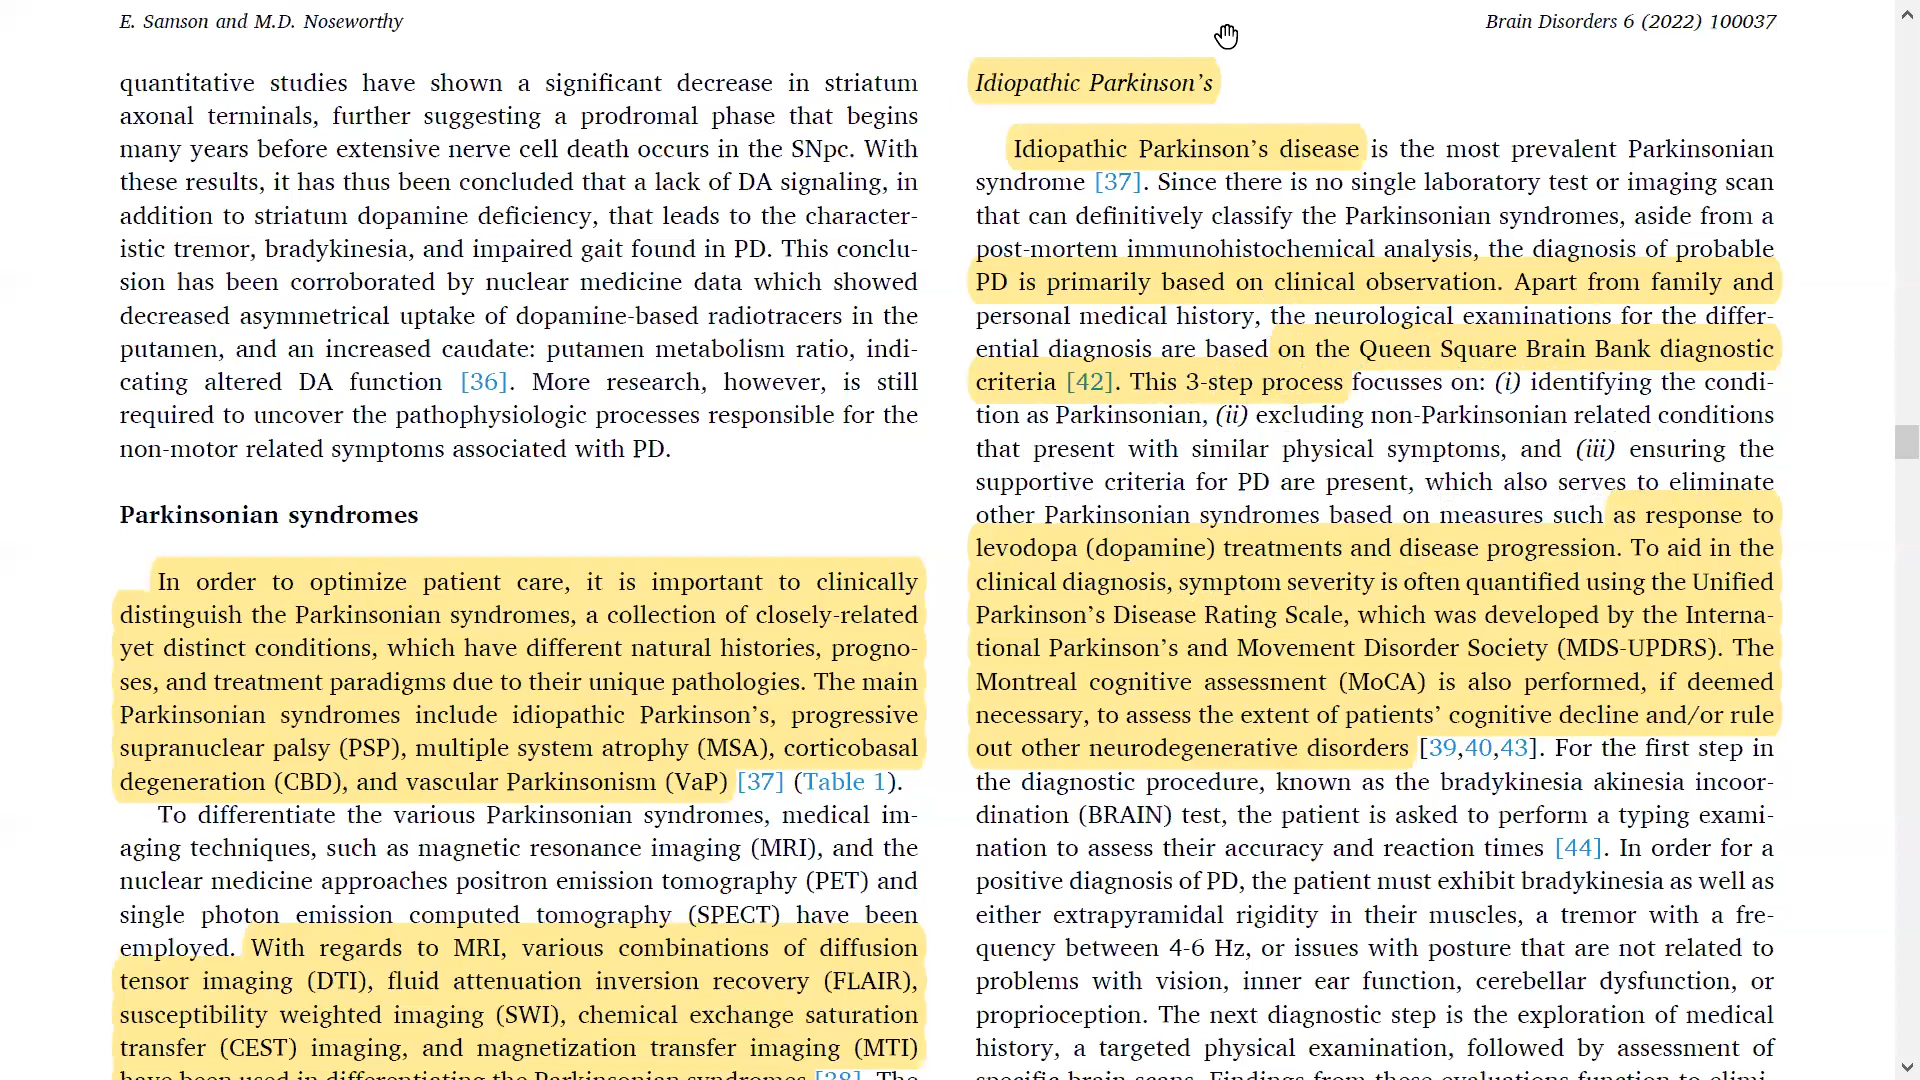 E. Samson and M.D. Noseworthy
Brain Disorders 6 (2022) 100037
quantitative studies have shown a significant decrease in striatum
axonal terminals, further suggesting a prodromal phase that begins
many years before extensive nerve cell death occurs in the SNpc. With
these results, it has thus been concluded that a lack of DA signaling, in
addition to striatum dopamine deficiency, that leads to the character-
istic tremor, bradykinesia, and impaired gait found in PD. This conclu-
sion has been corroborated by nuclear medicine data which showed
decreased asymmetrical uptake of dopamine-based radiotracers in the
putamen, and an increased caudate: putamen metabolism ratio, indi-
cating altered DA function [36]. More research, however, is still
required to uncover the pathophysiologic processes responsible for the
non-motor related symptoms associated with PD.
Parkinsonian syndromes
In order to optimize patient care, it is important to clinically
distinguish the Parkinsonian syndromes, a collection of closely-related
yet distinct conditions, which have different natural histories, progno-
ses, and treatment paradigms due to their unique pathologies. The main
Parkinsonian syndromes include idiopathic Parkinson's, progressive
supranuclear palsy (PSP), multiple system atrophy (MSA), corticobasal
degeneration (CBD), and vascular Parkinsonism (VaP) [37] (Table 1).
To differentiate the various Parkinsonian syndromes, medical im-
aging techniques, such as magnetic resonance imaging (MRI), and the
nuclear medicine approaches positron emission tomography (PET) and
single photon emission computed tomography (SPECT) have been
employed. With regards to MRI, various combinations of diffusion
tensor imaging (DTI), fluid attenuation inversion recovery (FLAIR),
susceptibility weighted imaging (SWI), chemical exchange saturation
transfer (CEST) imaging, and magnetization transfer imaging (MTI)
have been used in differentiating the Parkinsonian syndromes [38]. The
Idiopathic Parkinson's
Idiopathic Parkinson's disease is the most prevalent Parkinsonian
syndrome [37]. Since there is no single laboratory test or imaging scan
that can definitively classify the Parkinsonian syndromes, aside from a
post-mortem immunohistochemical analysis, the diagnosis of probable
PD is primarily based on clinical observation. Apart from family and
personal medical history, the neurological examinations for the differ-
ential diagnosis are based on the Queen Square Brain Bank diagnostic
criteria [42]. This 3-step process focusses on: (i) identifying the condi-
tion as Parkinsonian, (ii) excluding non-Parkinsonian related conditions
that present with similar physical symptoms, and (iii) ensuring the
supportive criteria for PD are present, which also serves to eliminate
other Parkinsonian syndromes based on measures such as response to
levodopa (dopamine) treatments and disease progression. To aid in the
clinical diagnosis, symptom severity is often quantified using the Unified
Parkinson's Disease Rating Scale, which was developed by the Interna-
tional Parkinson's and Movement Disorder Society (MDS-UPDRS). The
Montreal cognitive assessment (MoCA) is also performed, if deemed
necessary, to assess the extent of patients' cognitive decline and/or rule
out other neurodegenerative disorders [39,40,43]. For the first step in
the diagnostic procedure, known as the bradykinesia akinesia incoor-
dination (BRAIN) test, the patient is asked to perform a typing exami-
nation to assess their accuracy and reaction times [44]. In order for a
positive diagnosis of PD, the patient must exhibit bradykinesia as well as
either extrapyramidal rigidity in their muscles, a tremor with a fre-
quency between 4-6 Hz, or issues with posture that are not related to
problems with vision, inner ear function, cerebellar dysfunction, or
proprioception. The next diagnostic step is the exploration of medical
history, a targeted physical examination, followed by assessment of
specific brain scans. Findings from these evaluations function to elimi-